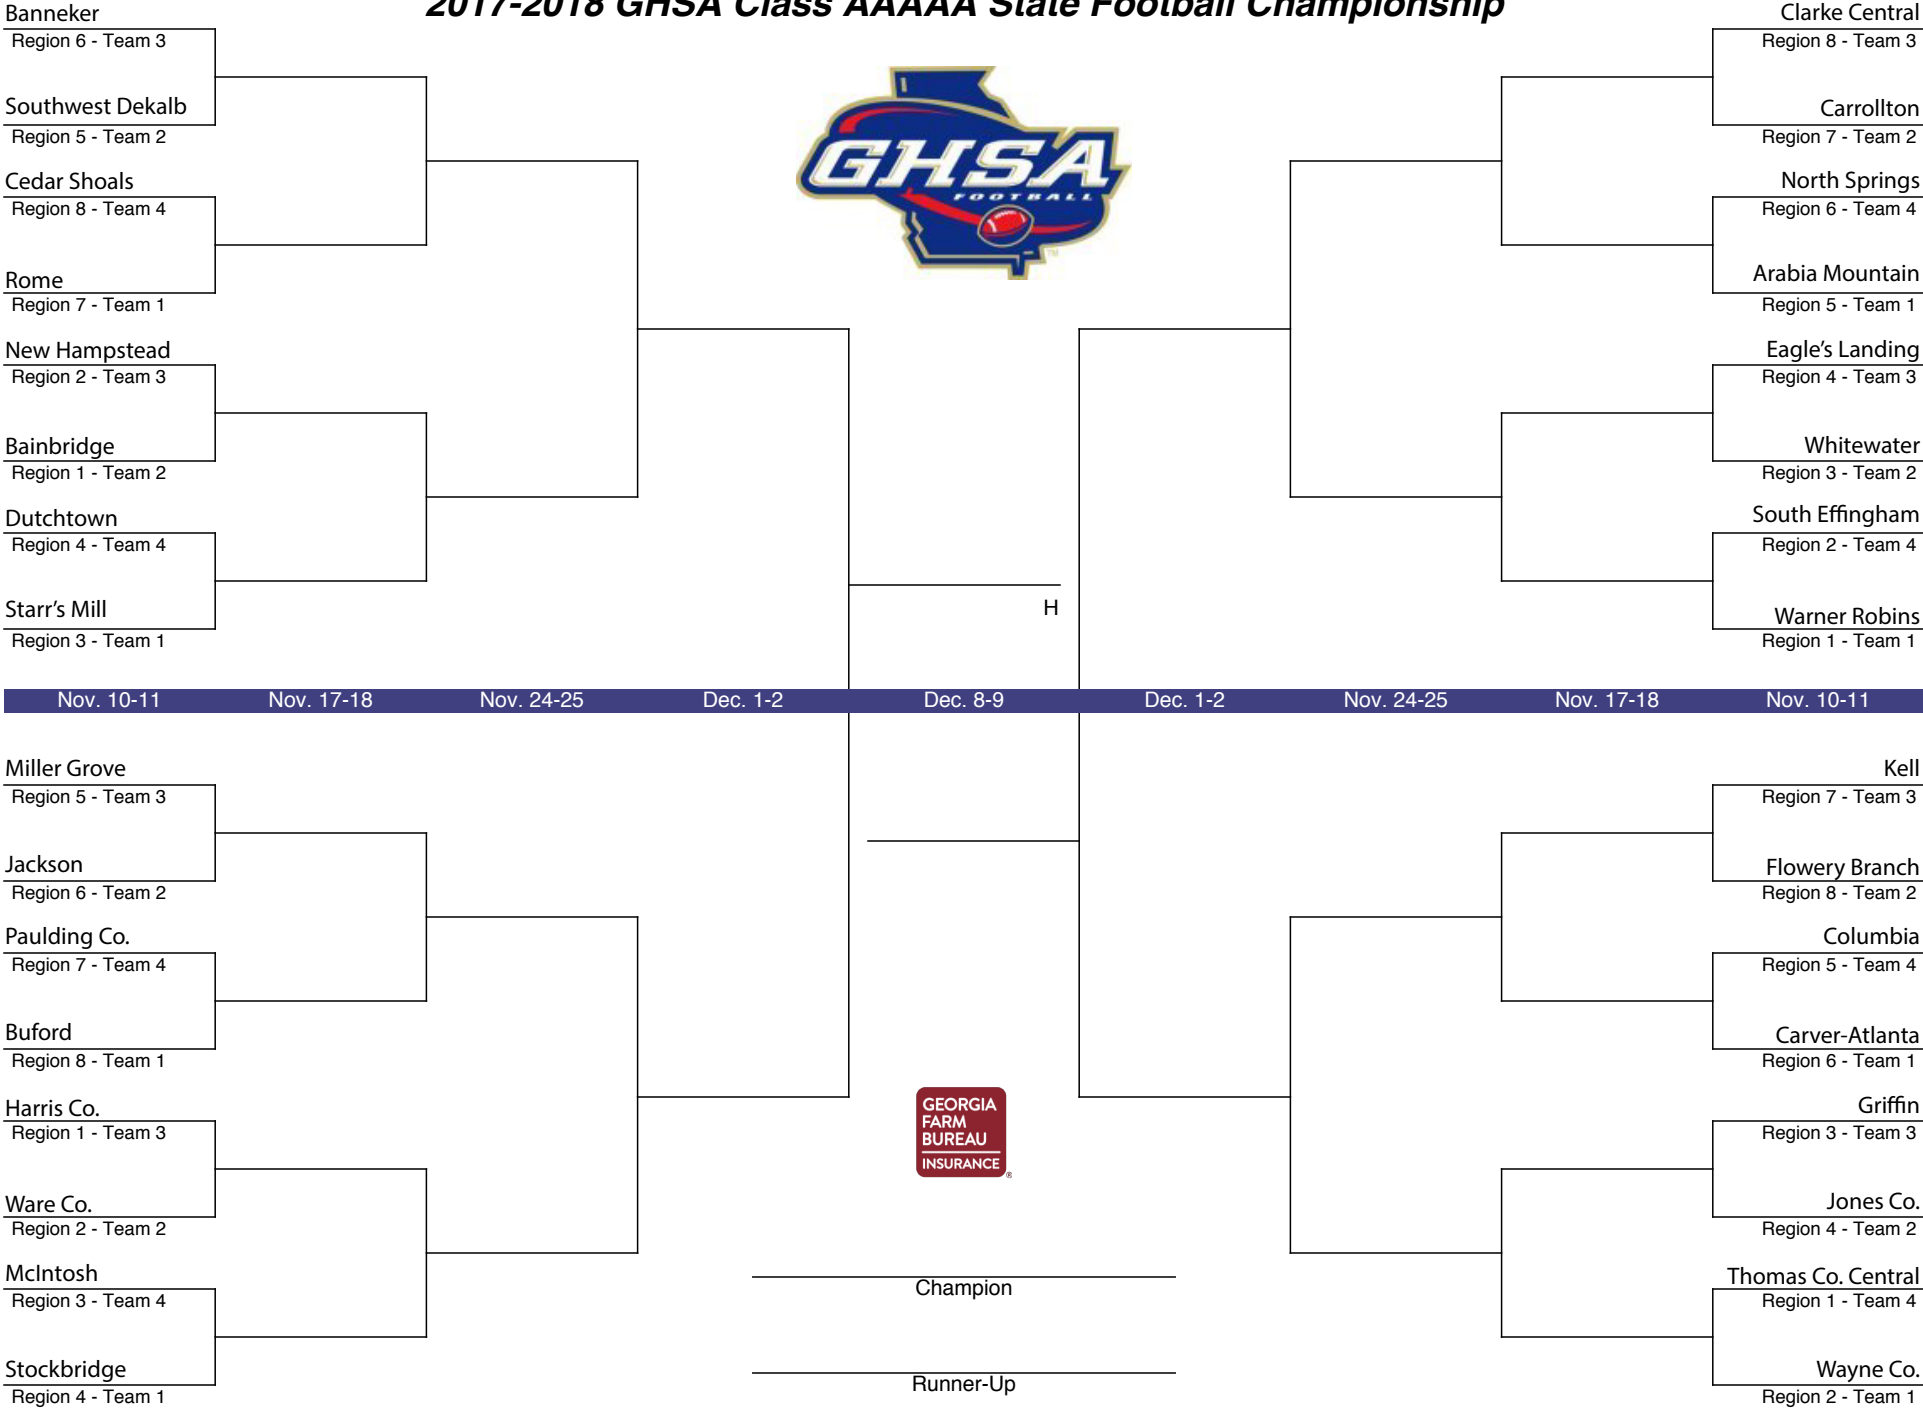 2017-2018 GHSA Class AAAAA State Football Championship
Banneker
Region 6 - Team 3
Southwest Dekalb
Region 5 - Team 2
Cedar Shoals
Region 8 - Team 4
Rome
Region 7 - Team 1
New Hampstead
Region 2 - Team 3
Bainbridge
Region 1 - Team 2
Dutchtown
Region 4 - Team 4
Starr's Mill
Region 3 - Team 1
GHSA
FOOTBALL
TM
H
Clarke Central
Region 8 - Team 3
Carrollton
Region 7 - Team 2
North Springs
Region 6 - Team 4
Arabia Mountain
Region 5 - Team 1
Eagle's Landing
Region 4 - Team 3
Whitewater
Region 3 - Team 2
South Effingham
Region 2 - Team 4
Warner Robins
Region 1 - Team 1
Nov. 10-11 Nov. 17-18 Nov. 24-25 Dec. 1-2 Dec. 8-9 Dec. 1-2 Nov. 24-25 Nov. 17-18 Nov. 10-11
Miller Grove
Region 5 - Team 3
Jackson
Region 6 - Team 2
Paulding Co.
Region 7 - Team 4
Buford
Region 8 - Team 1
Harris Co.
Region 1 - Team 3
Ware Co.
Region 2 - Team 2
McIntosh
Region 3 - Team 4
Stockbridge
Region 4 - Team 1
GEORGIA
FARM
BUREAU
INSURANCE
®
Champion
Runner-Up
Kell
Region 7 - Team 3
Flowery Branch
Region 8 - Team 2
Columbia
Region 5 - Team 4
Carver-Atlanta
Region 6 - Team 1
Griffin
Region 3 - Team 3
Jones Co.
Region 4 - Team 2
Thomas Co. Central
Region 1 - Team 4
Wayne Co.
Region 2 - Team 1